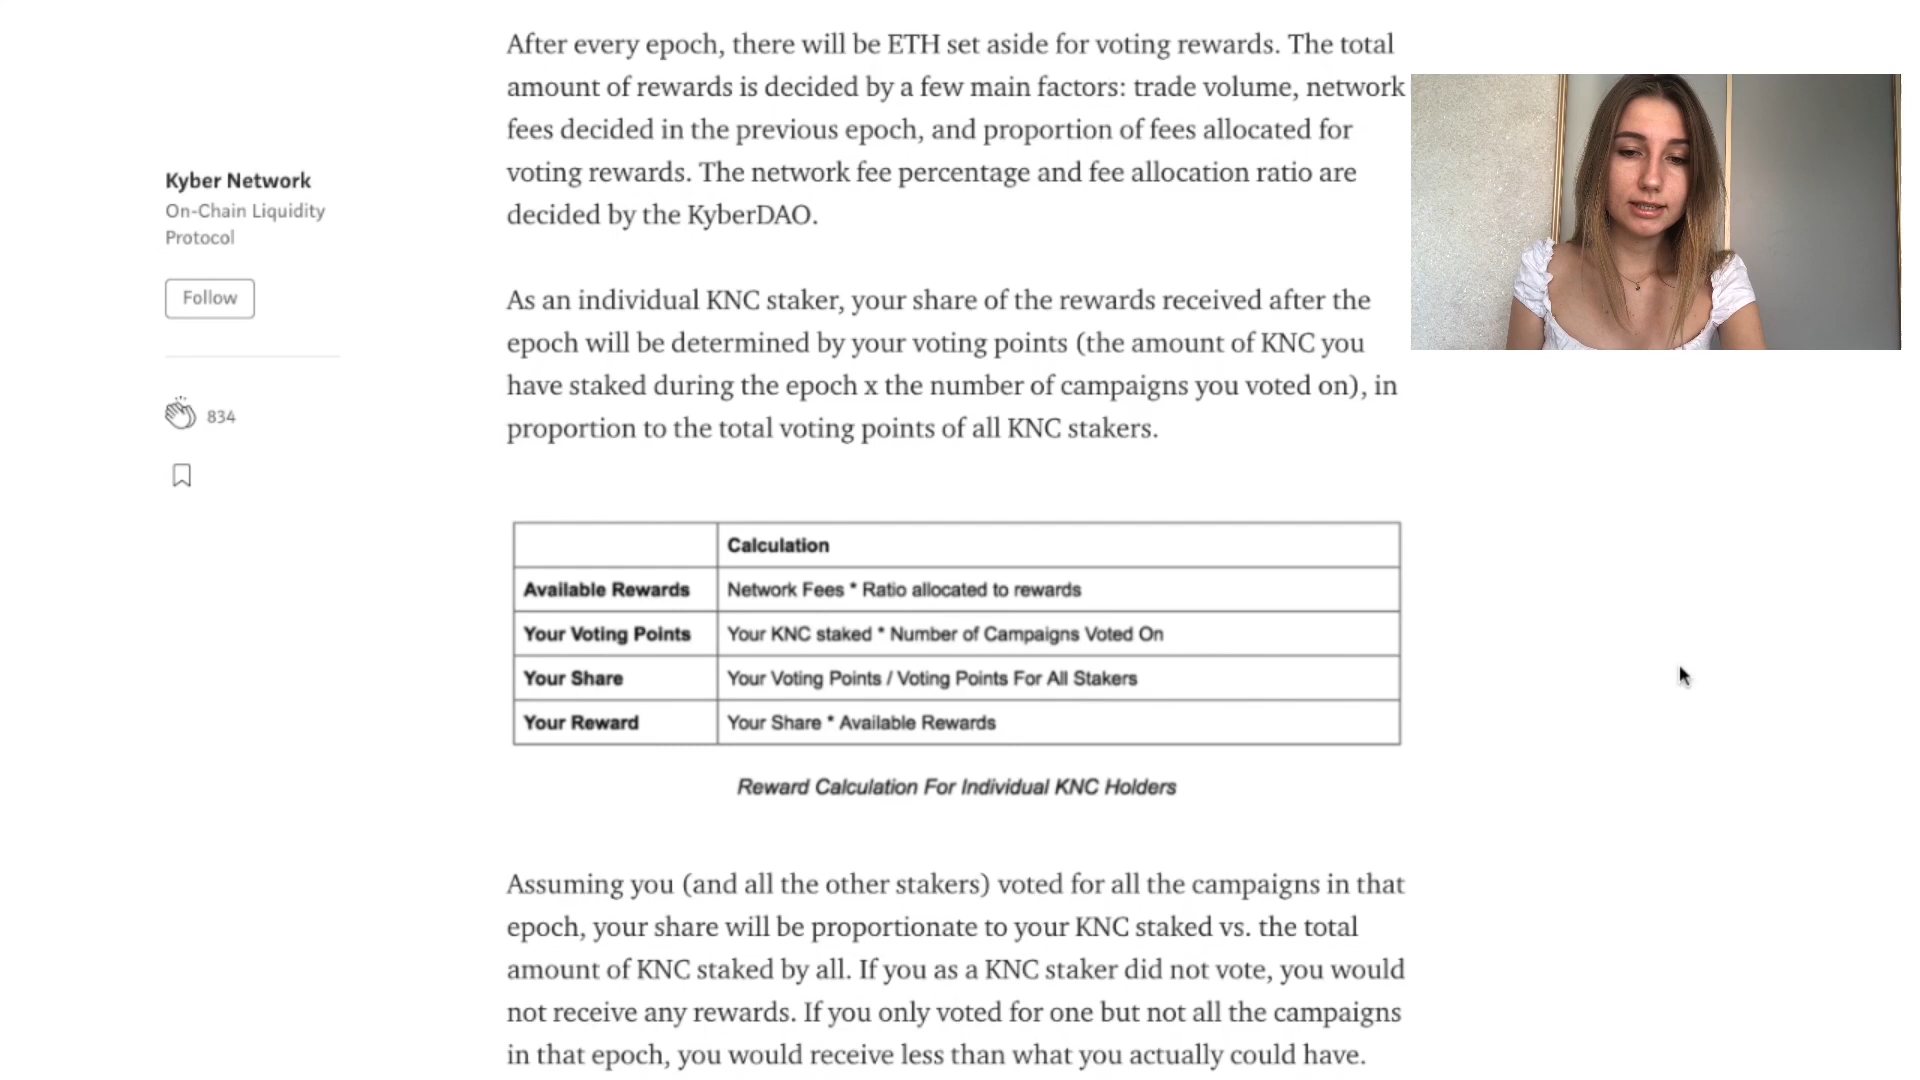 After every epoch, there will be ETH set aside for voting rewards. The total
amount of rewards is decided by a few main factors: trade volume, network
fees decided in the previous epoch, and proportion of fees allocated for
voting rewards. The network fee percentage and fee allocation ratio are
decided by the KyberDAO.
Kyber Network
On-Chain Liquidity
Protocol
Follow
834
As an individual KNC staker, your share of the rewards received after the
epoch will be determined by your voting points (the amount of KNC you
have staked during the epoch x the number of campaigns you voted on), in
proportion to the total voting points of all KNC stakers.
Calculation
Available Rewards Network Fees * Ratio allocated to rewards
Your Voting Points Your KNC staked * Number of Campaigns Voted On
Your Share Your Voting Points / Voting Points For All Stakers
Your Reward Your Share * Available Rewards
Reward Calculation For Individual KNC Holders
Assuming you (and all the other stakers) voted for all the campaigns in that
epoch, your share will be proportionate to your KNC staked vs. the total
amount of KNC staked by all. If you as a KNC staker did not vote, you would
not receive any rewards. If you only voted for one but not all the campaigns
in that epoch, you would receive less than what you actually could have.